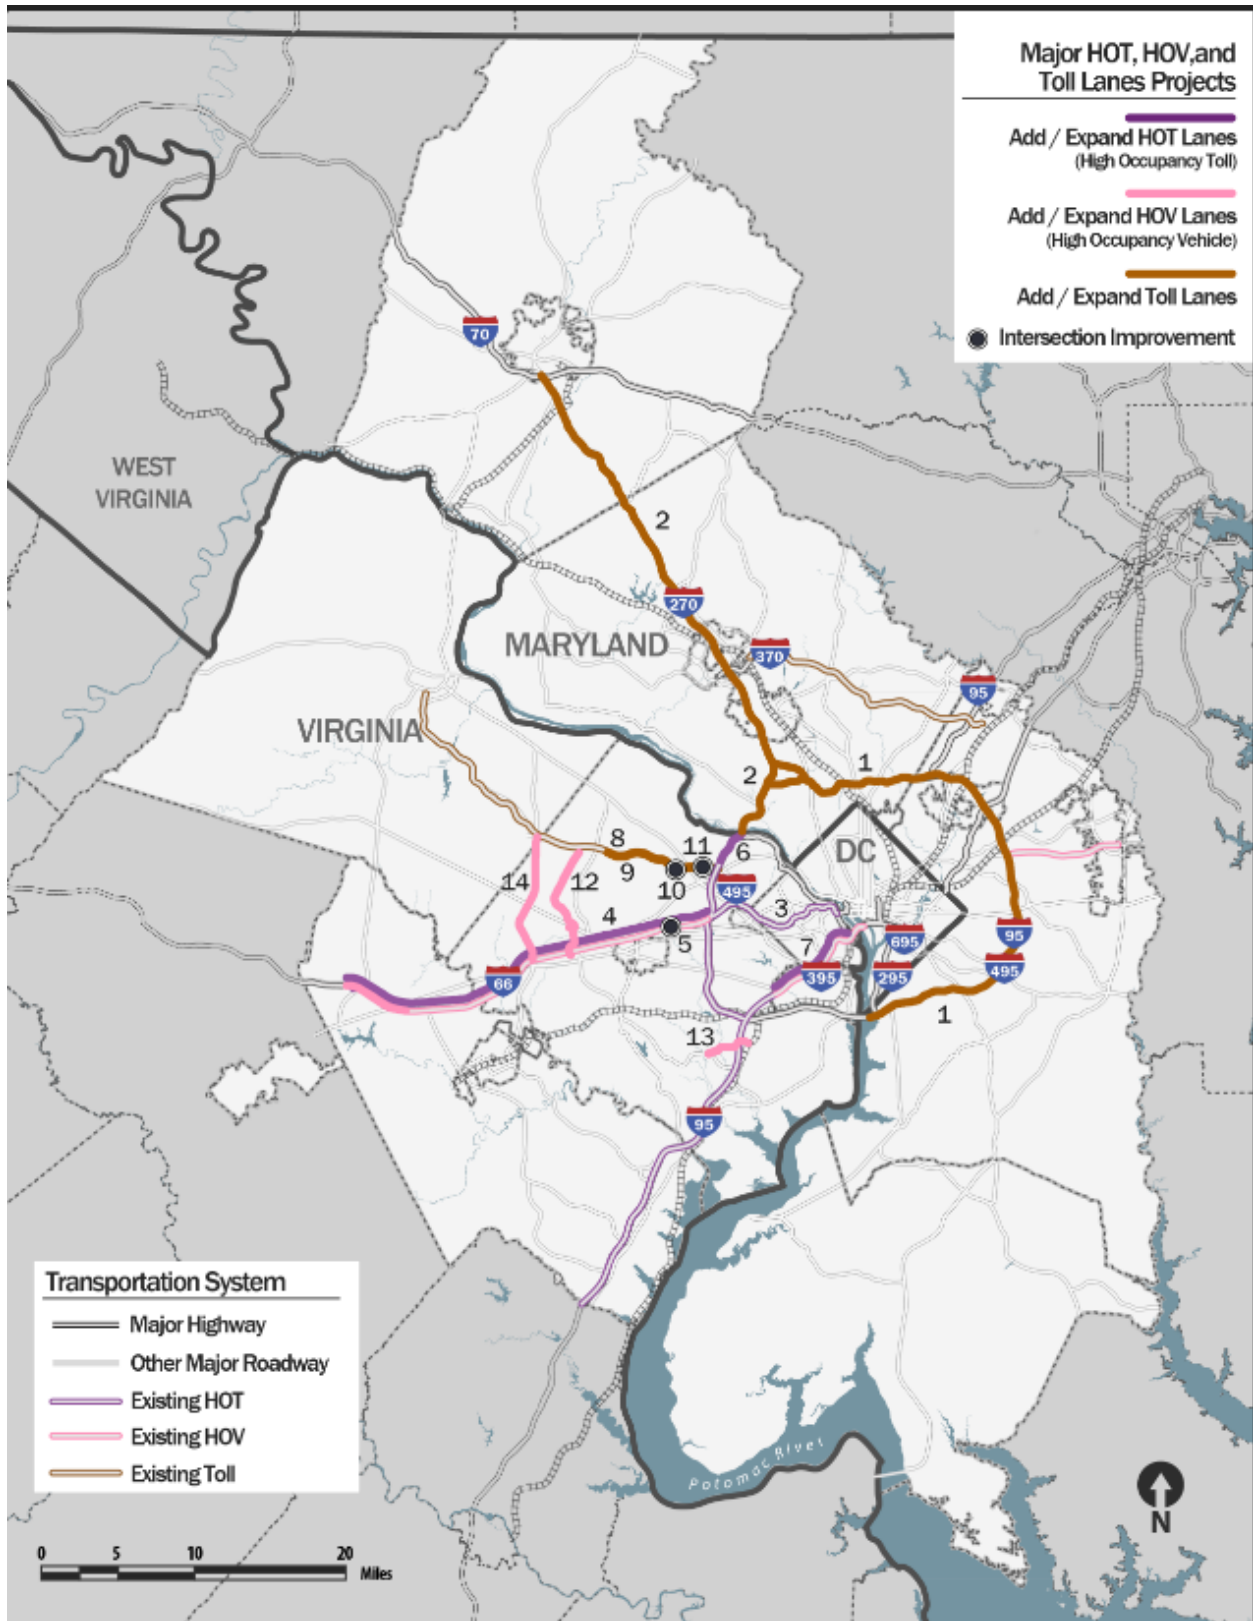 Major HOT, HOV,and
Toll Lanes Projects
Add / Expand HOT Lanes
(High Occupancy Toll)
Add / Expand HOV Lanes
(High Occupancy Vehicle)
Add / Expand Toll Lanes
Intersection Improvement
70
WEST
VIRGINIA
2
270
MARYLAND
370
95
VIRGINIA
2
1
8
11
6
DC
9
10
14
12
495
4
3
5
7
695
95
66
395
295
495
1
13
95
Transportation System
Major Highway
Other Major Roadway
Existing HOT
Existing HOV
Existing Toll
Potomac River
N
0 5 10 20
Miles